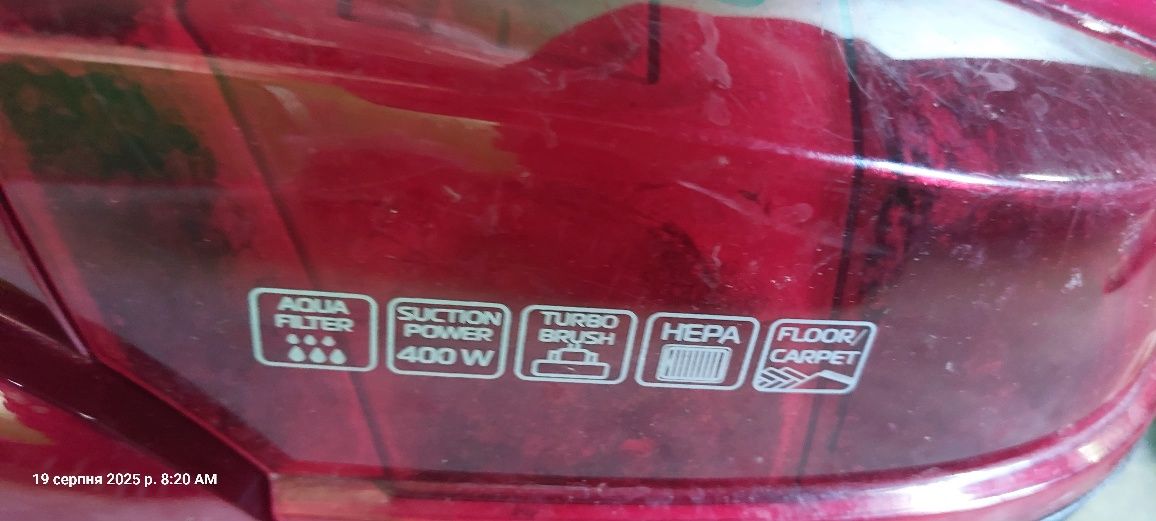 AQUA
FILTER
SUCTION
POWER
400 W
TURBO
BRUSH
HEPA
FLOOR/
CARPET
19 серпня 2025 р. 8:20 AM